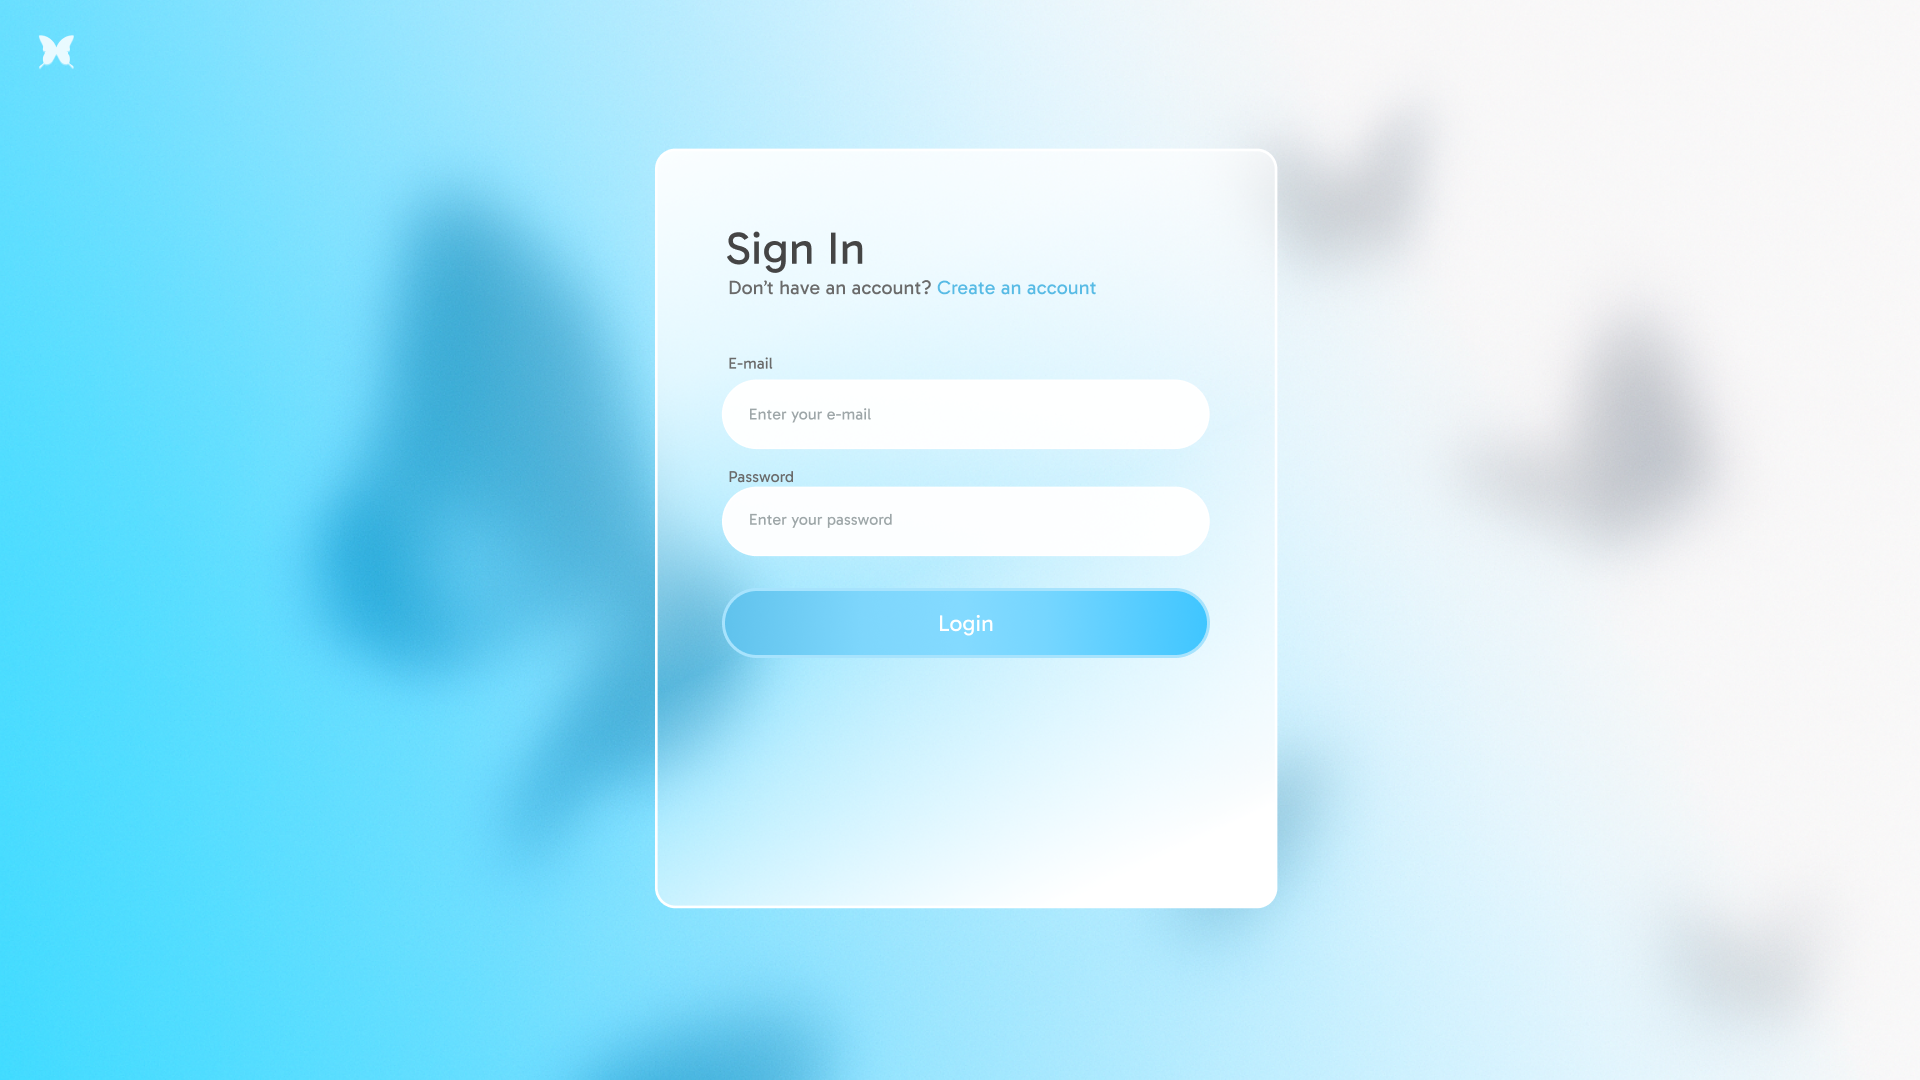 Sign In
Don’t have an account? Create an account
E-mail
Enter your e-mail
Password
Enter your password
Login